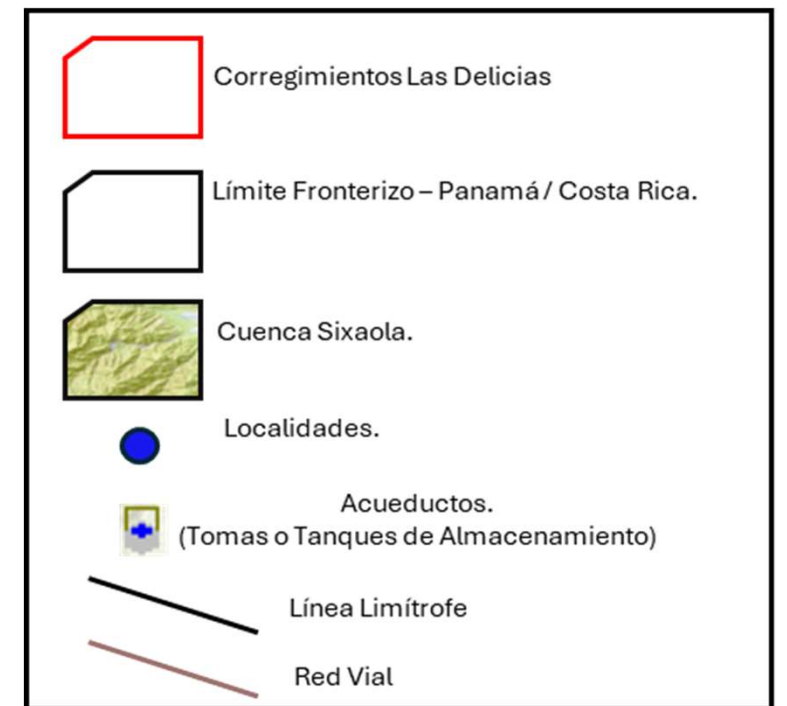 Corregimientos Las Delicias
Límite Fronterizo – Panamá / Costa Rica.
Cuenca Sixaola.
Localidades.
Acueductos.
(Tomas o Tanques de Almacenamiento)
Línea Limítrofe
Red Vial